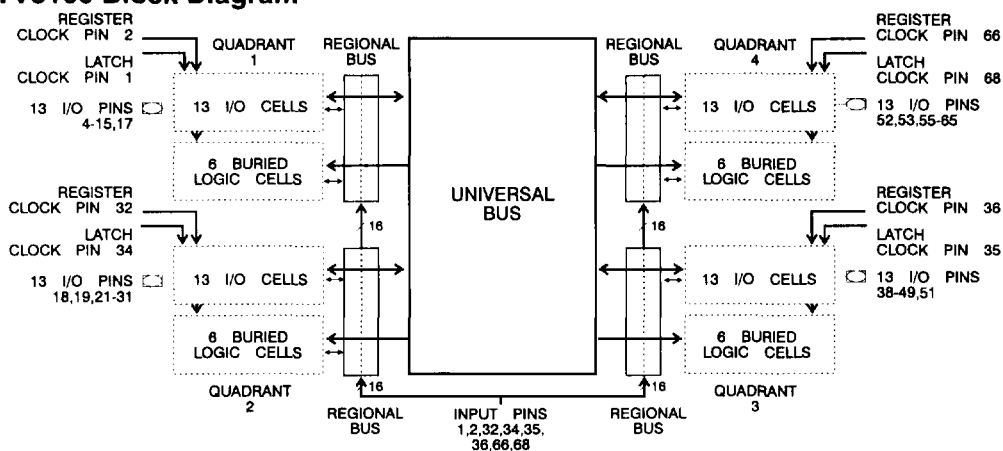 REGISTER
CLOCK PIN 2
LATCH
CLOCK PIN 1
13 I/O PINS
4-15,17
QUADRANT
1
13 I/O CELLS
6 BURIED
LOGIC CELLS
REGIONAL
BUS
16
REGISTER
CLOCK PIN 32
LATCH
CLOCK PIN 34
13 I/O PINS
18,19,21-31
13 I/O CELLS
6 BURIED
LOGIC CELLS
QUADRANT
2
16
REGIONAL
BUS
UNIVERSAL
BUS
INPUT PINS
1,2,32,34,35,
36,66,68
REGIONAL
BUS
QUADRANT
4
13 I/O CELLS
6 BURIED
LOGIC CELLS
16
REGISTER
CLOCK PIN 66
LATCH
CLOCK PIN 68
13 I/O PINS
52,53,55-65
13 I/O CELLS
6 BURIED
LOGIC CELLS
REGISTER
CLOCK PIN 36
LATCH
CLOCK PIN 35
13 I/O PINS
38-49,51
16
REGIONAL
BUS
QUADRANT
3